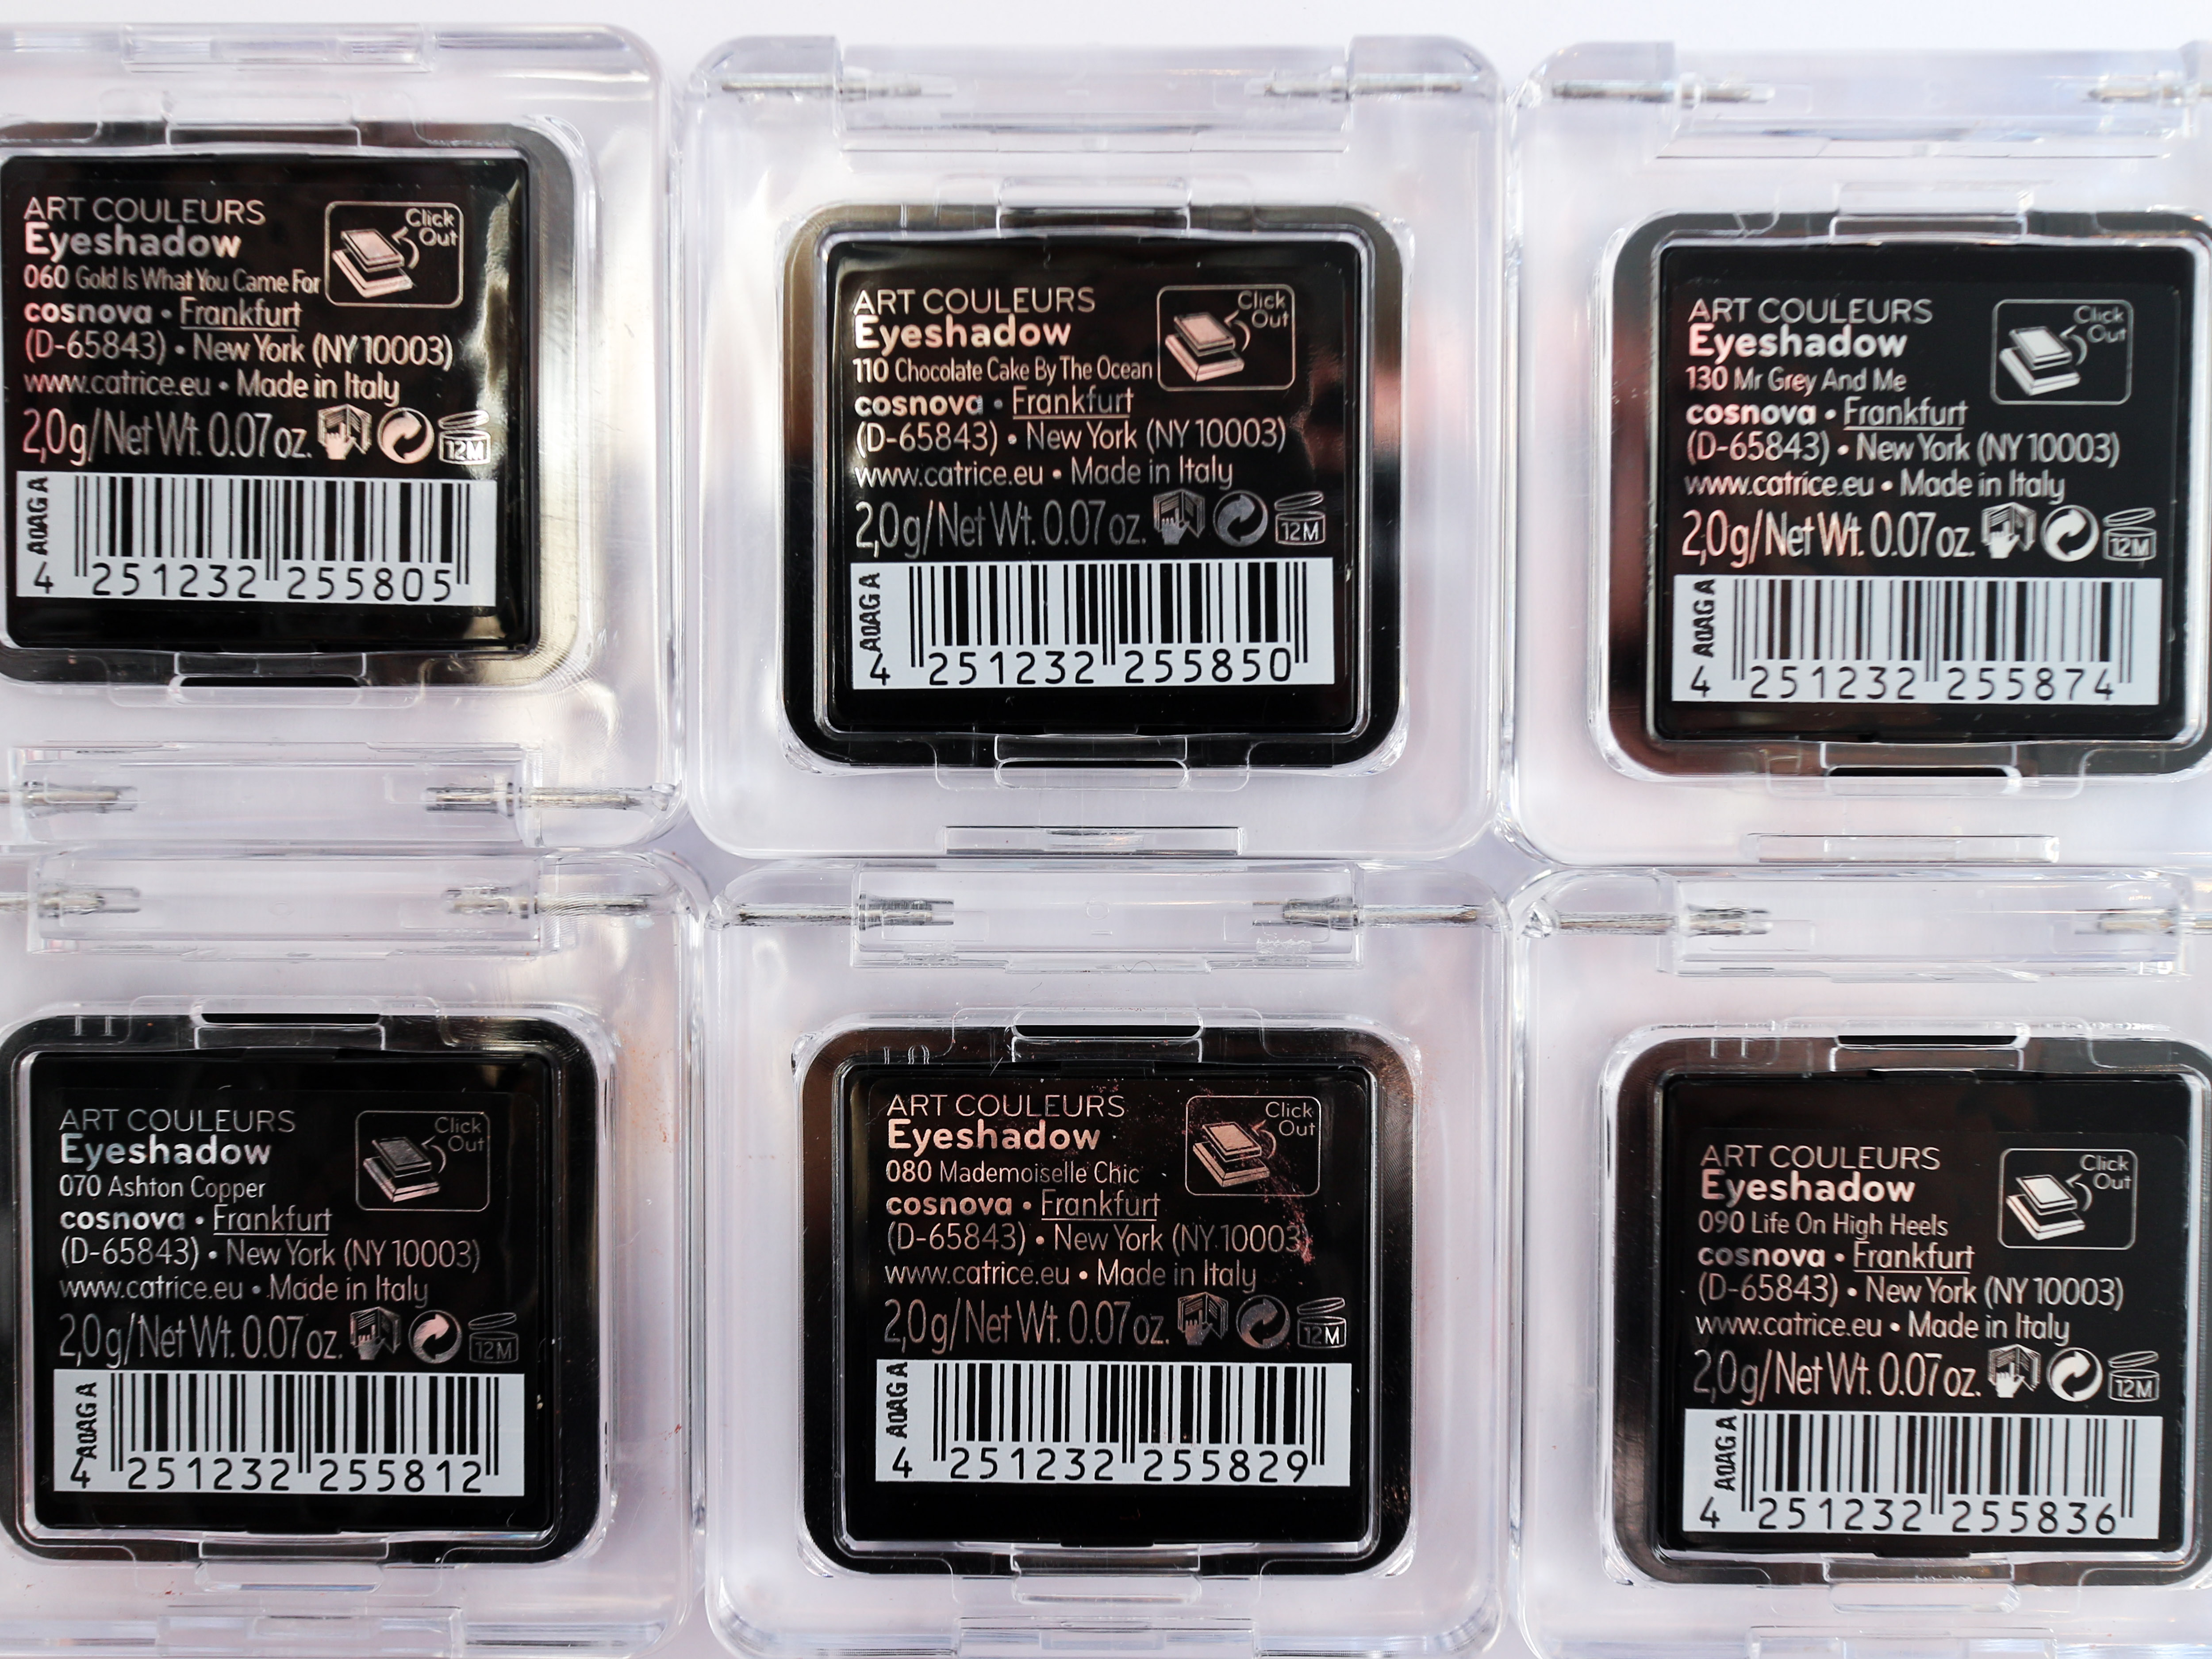 ART COULEURS
Eyeshadow
060 Gold Is What You Came For
cosnova • Frankfurt
(D-65843) • New York (NY 10003)
www.catrice.eu • Made in Italy
2,0g/Net Wt. 0.07 oz.
12M
Click
Out
A0AG A
4 251232 255805
ART COULEURS
Eyeshadow
110 Chocolate Cake By The Ocean
cosnova • Frankfurt
(D-65843) • New York (NY 10003)
www.catrice.eu • Made in Italy
2,0g/Net Wt. 0.07 oz.
12M
Click
Out
A0AG A
4 251232 255850
ART COULEURS
Eyeshadow
130 Mr Grey And Me
cosnova • Frankfurt
(D-65843) • New York (NY 10003)
www.catrice.eu • Made in Italy
2,0g/Net Wt. 0.07 oz.
12M
Click
Out
A0AG A
4 251232 255874
ART COULEURS
Eyeshadow
070 Ashton Copper
cosnova • Frankfurt
(D-65843) • New York (NY 10003)
www.catrice.eu • Made in Italy
2,0g/Net Wt. 0.07 oz.
12M
Click
Out
A0AG A
4 251232 255812
ART COULEURS
Eyeshadow
080 Mademoiselle Chic
cosnova • Frankfurt
(D-65843) • New York (NY 10003)
www.catrice.eu • Made in Italy
2,0g/Net Wt. 0.07 oz.
12M
Click
Out
A0AG A
4 251232 255829
ART COULEURS
Eyeshadow
090 Life On High Heels
cosnova • Frankfurt
(D-65843) • New York (NY 10003)
www.catrice.eu • Made in Italy
2,0g/Net Wt. 0.07 oz.
12M
Click
Out
A0AG A
4 251232 255836